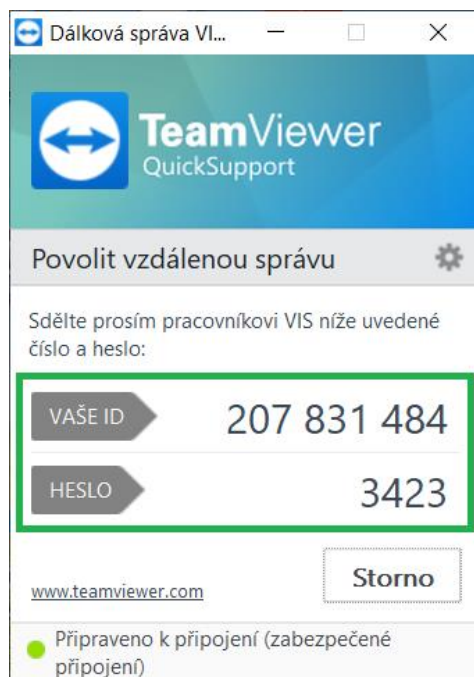 Dálková správa VI...
TeamViewer
QuickSupport
Povolit vzdálenou správu
Sdělte prosím pracovníkovi VIS níže uvedené
číslo a heslo:
VAŠE ID 207 831 484
HESLO 3423
www.teamviewer.com
Storno
Připraveno k připojení (zabezpečené
připojení)